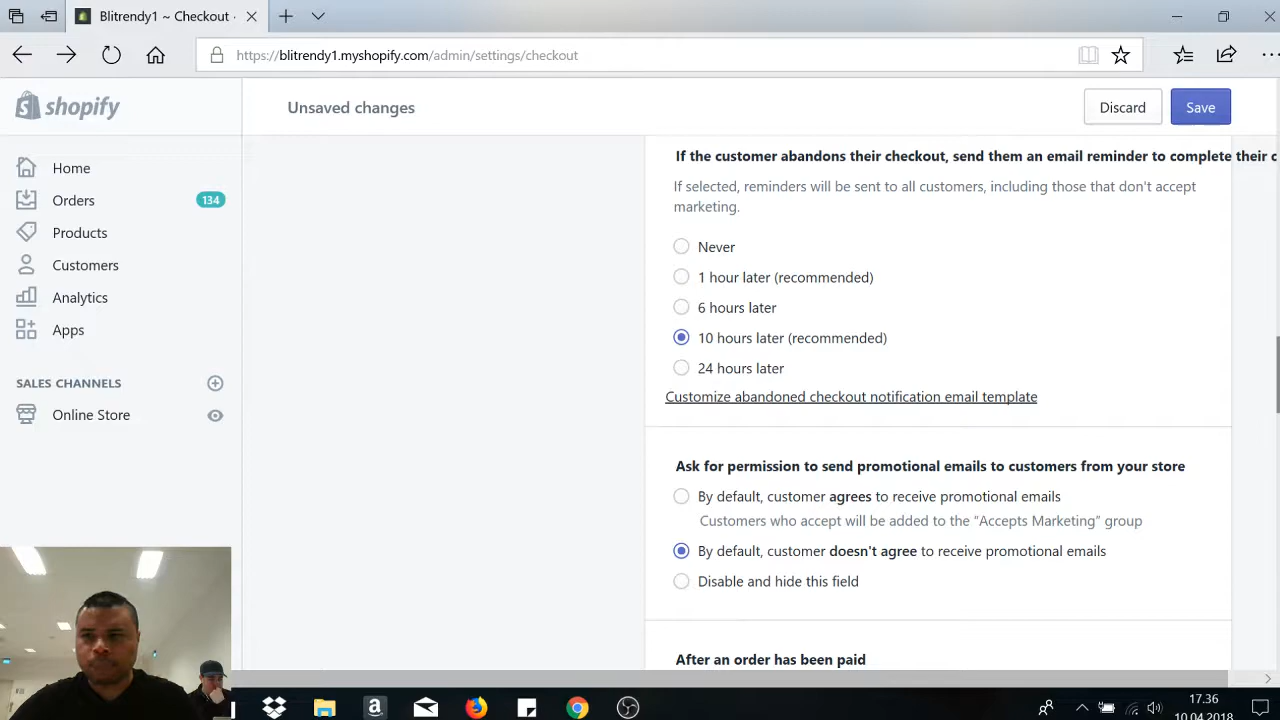 Blitrendy1 ~ Checkout
https://blitrendy1.myshopify.com/admin/settings/checkout
shopify
Unsaved changes
Discard
Save
Home
Orders
134
Products
Customers
Analytics
Apps
SALES CHANNELS
Online Store
If the customer abandons their checkout, send them an email reminder to complete their
If selected, reminders will be sent to all customers, including those that don't accept
marketing.
Never
1 hour later (recommended)
6 hours later
10 hours later (recommended)
24 hours later
Customize abandoned checkout notification email template
Ask for permission to send promotional emails to customers from your store
By default, customer agrees to receive promotional emails
Customers who accept will be added to the “Accepts Marketing” group
By default, customer doesn't agree to receive promotional emails
Disable and hide this field
After an order has been paid
17.36
10.04.2018